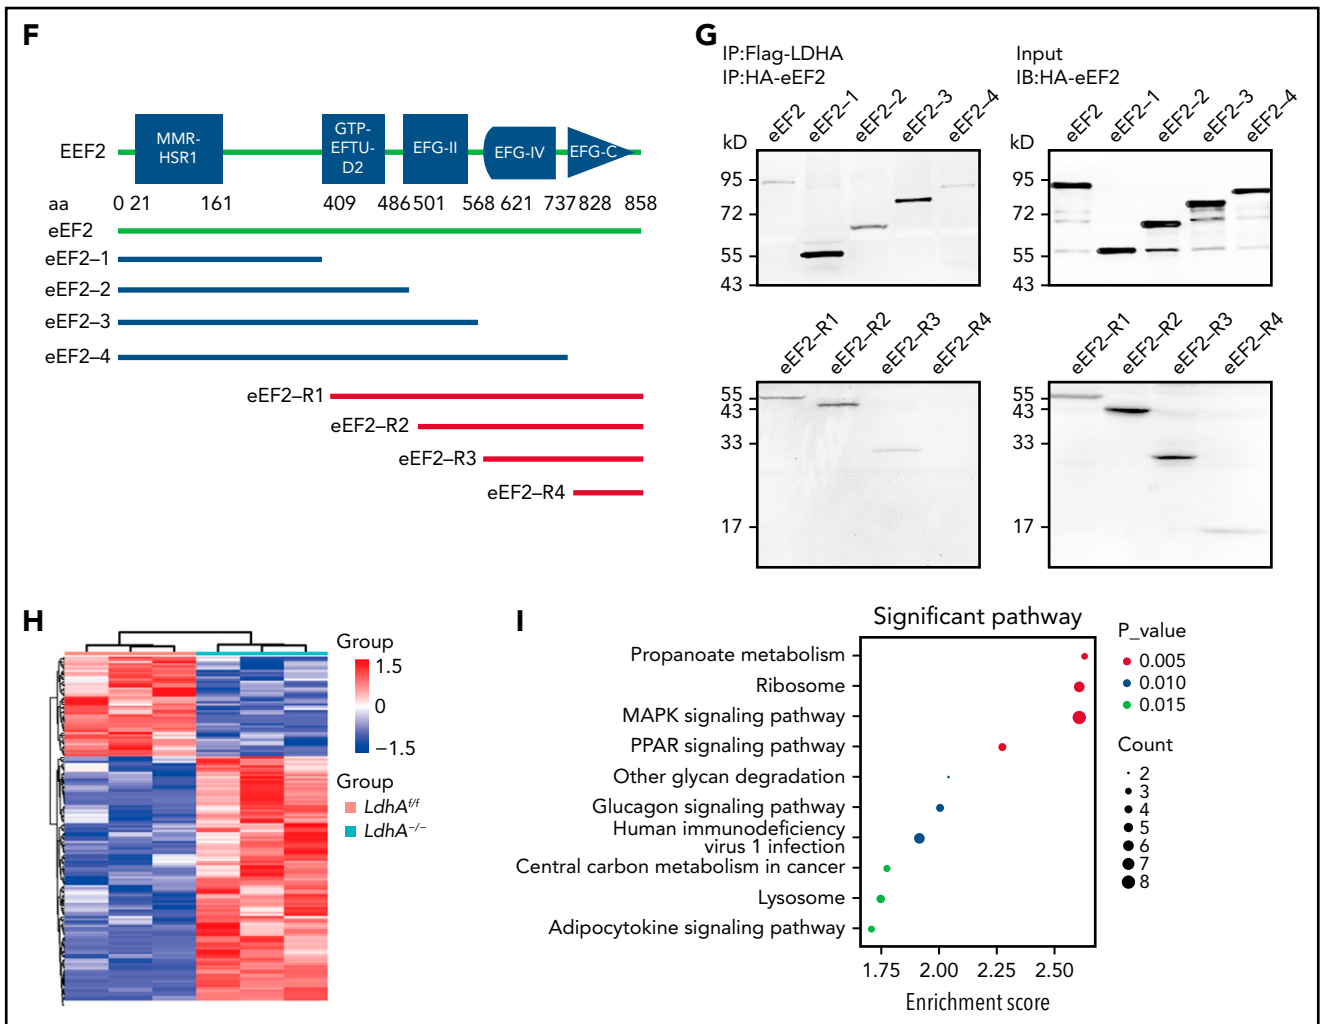 F
MMR-
HSR1
GTP-
EFTU-
D2
EFG-II
EFG-IV
EFG-C
EEF2
aa 0 21 161 409 486 501 568 621 737 828 858
eEF2
eEF2–1
eEF2–2
eEF2–3
eEF2–4
eEF2–R1
eEF2–R2
eEF2–R3
eEF2–R4
G
IP:Flag-LDHA
IP:HA-eEF2
eEF2 eEF2–1 eEF2–2 eEF2–3 eEF2–4
kD
95
72
55
43
eEF2–R1 eEF2–R2 eEF2–R3 eEF2–R4
55
43
33
17
Input
IB:HA-eEF2
eEF2 eEF2–1 eEF2–2 eEF2–3 eEF2–4
kD
95
72
55
43
eEF2–R1 eEF2–R2 eEF2–R3 eEF2–R4
55
43
33
17
H
Group
1.5
0
−1.5
Group
LdhA f/f
LdhA −/−
I
Significant pathway
Propanoate metabolism
Ribosome
MAPK signaling pathway
PPAR signaling pathway
Other glycan degradation
Glucagon signaling pathway
Human immunodeficiency
virus 1 infection
Central carbon metabolism in cancer
Lysosome
Adipocytokine signaling pathway
1.75 2.00 2.25 2.50
Enrichment score
P_value
0.005
0.010
0.015
Count
2
3
4
5
6
7
8